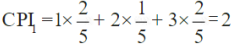 CPI₁ =1×2/5 + 2×1/5 + 3×2/5 =2